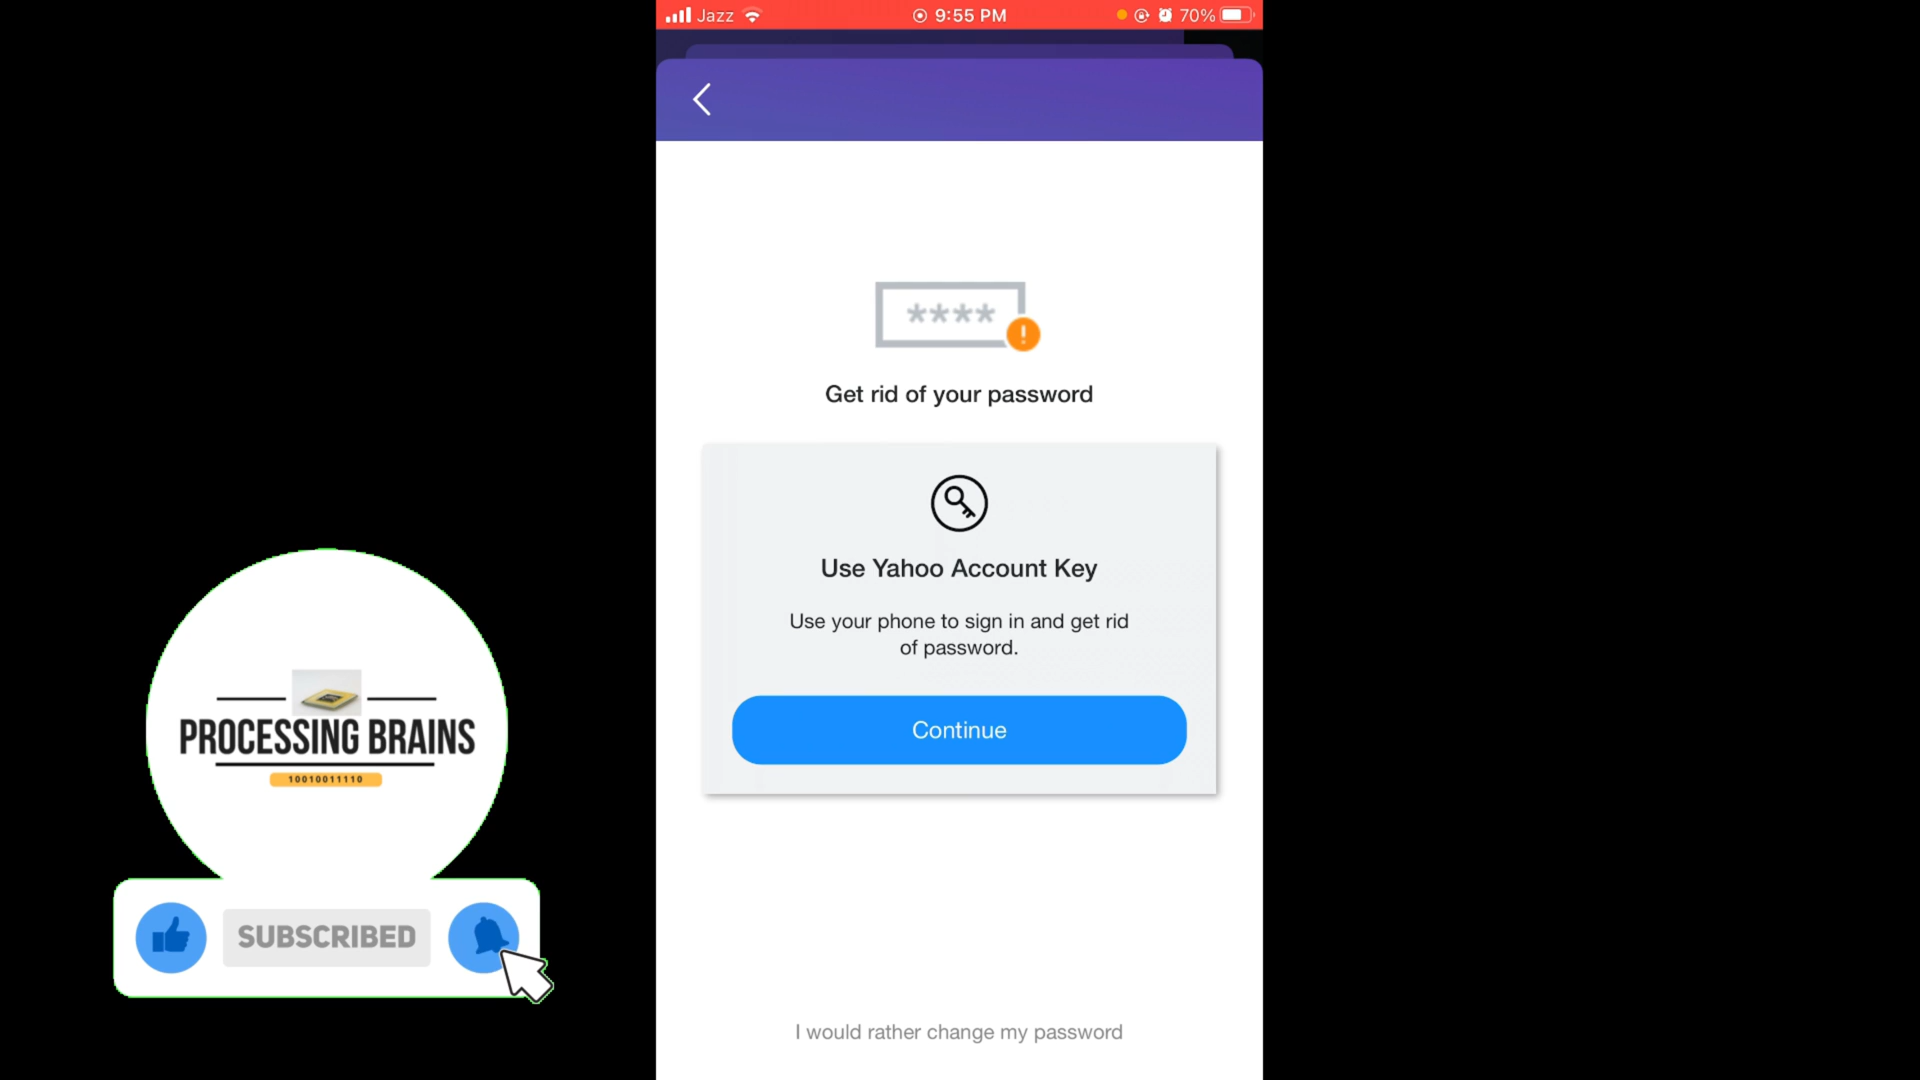 Jazz
9:55 PM
70%
****
!
Get rid of your password
Use Yahoo Account Key
Use your phone to sign in and get rid
of password.
Continue
I would rather change my password
PROCESSING BRAINS
10010011110
SUBSCRIBED